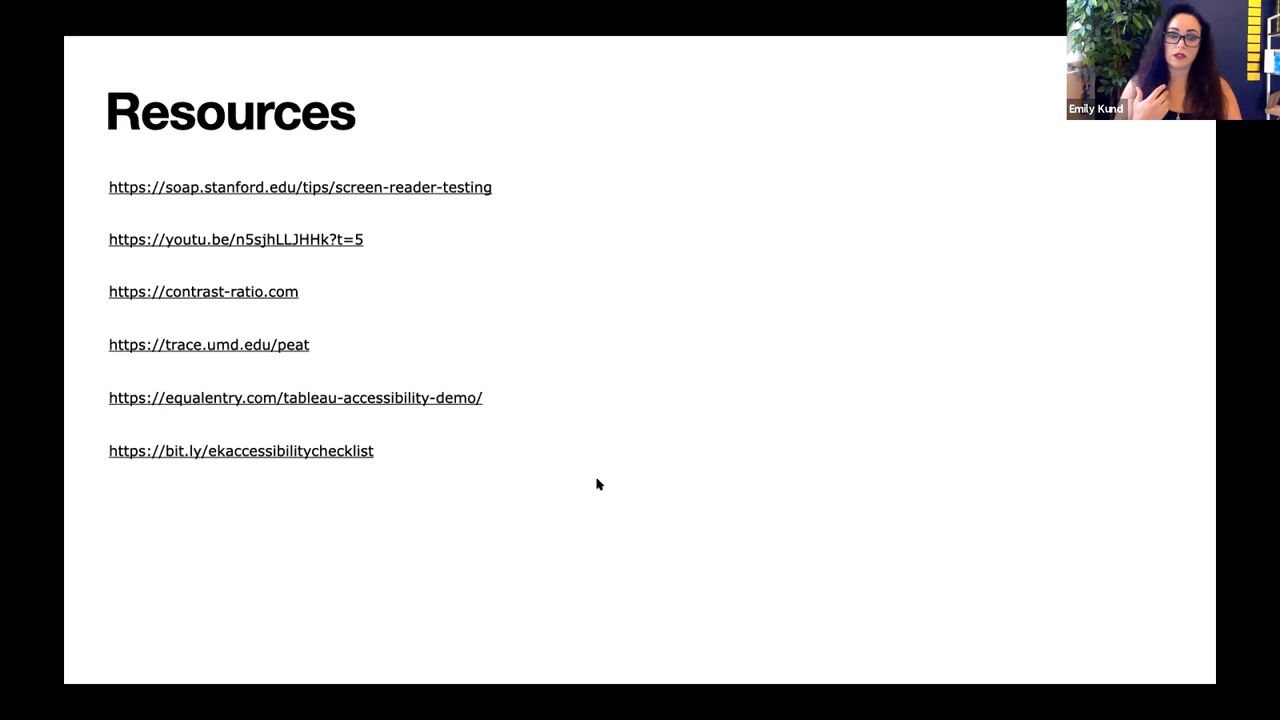 Resources
https://soap.stanford.edu/tips/screen-reader-testing
https://youtu.be/n5sjhLLJHHk?t=5
https://contrast-ratio.com
https://trace.umd.edu/peat
https://equalentry.com/tableau-accessibility-demo/
https://bit.ly/ekaccessibilitychecklist
Emily Kund